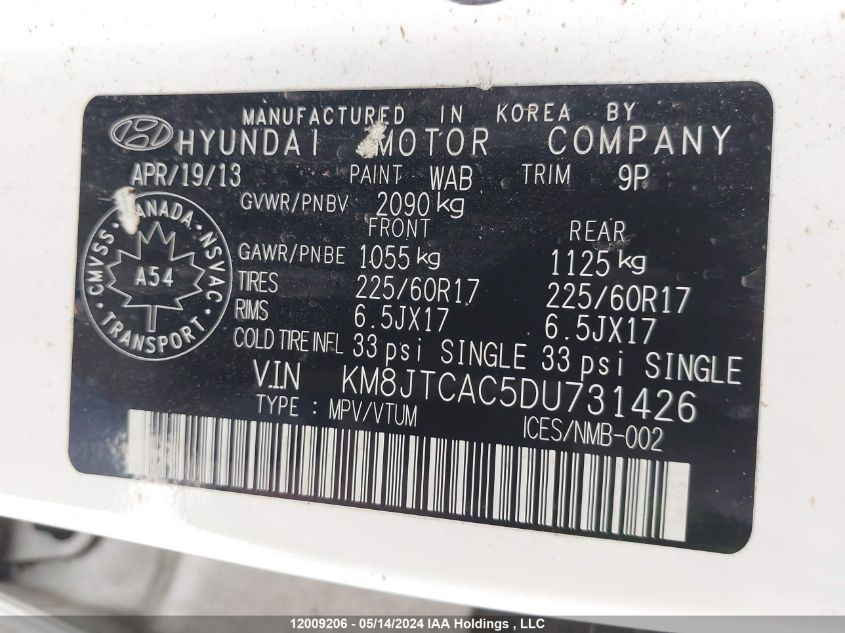 MANUFACTURED IN KOREA BY
HYUNDAI MOTOR COMPANY
APR/19/13 PAINT WAB TRIM 9P
GVWR/PNBV 2090 kg
FRONT REAR
GAWR/PNBE 1055 kg 1125 kg
TIRES 225/60R17 225/60R17
RIMS 6.5JX17 6.5JX17
COLD TIRE INFL 33 psi SINGLE 33 psi SINGLE
CANADA
CMVSS · NSVAC
A54
· TRANSPORT ·
V.I.N KM8JTCAC5DU731426
TYPE : MPV/VTUM ICES/NMB-002
12009206 - 05/14/2024 IAA Holdings , LLC